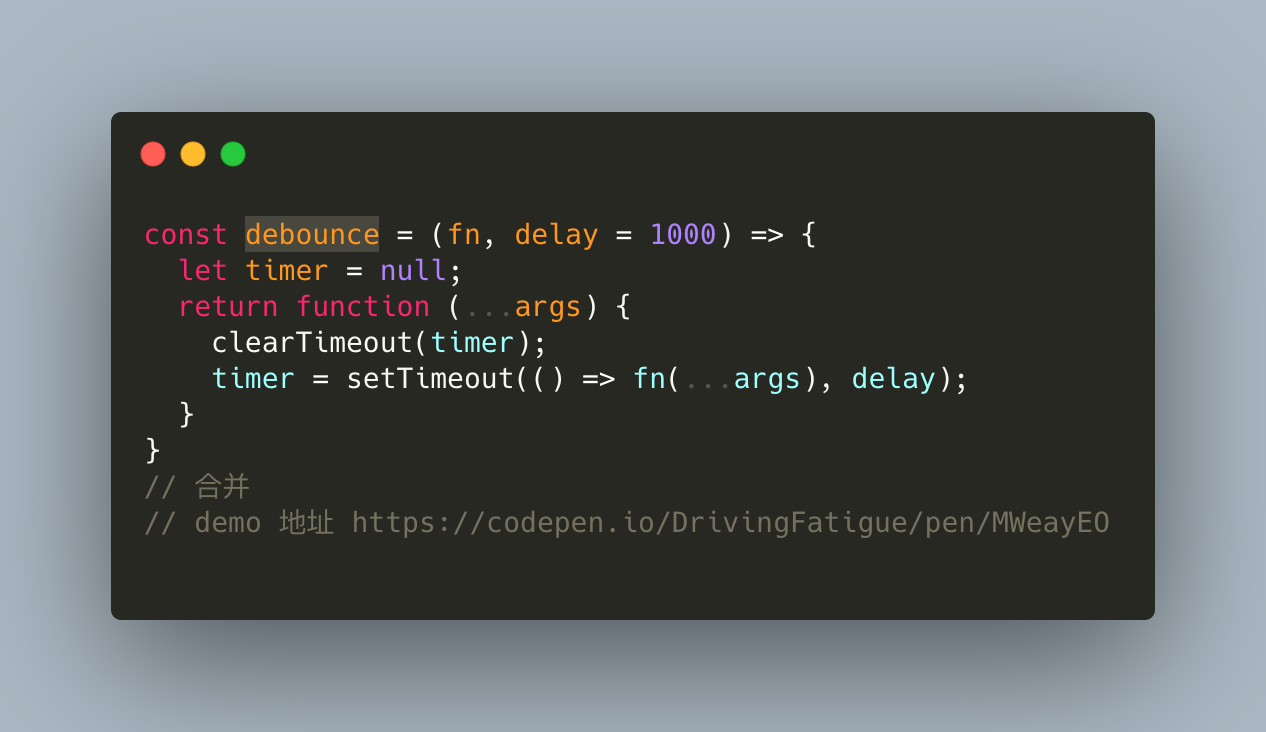 const debounce = (fn, delay = 1000) => {
  let timer = null;
  return function (...args) {
    clearTimeout(timer);
    timer = setTimeout(() => fn(...args), delay);
  }
}
// 合并
// demo 地址 https://codepen.io/DrivingFatigue/pen/MWeayEO